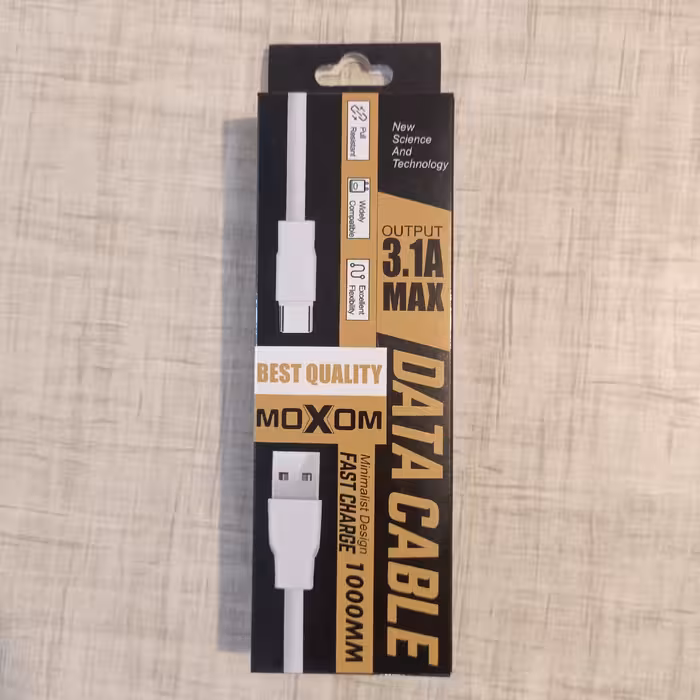 New
Science
And
Technology
Pull
Resistant
Widely
Compatible
Excellent
Flexibility
OUTPUT
3.1A
MAX
BEST QUALITY
MOXOM
DATA CABLE
Minimalist Design
FAST CHARGE 1000MM